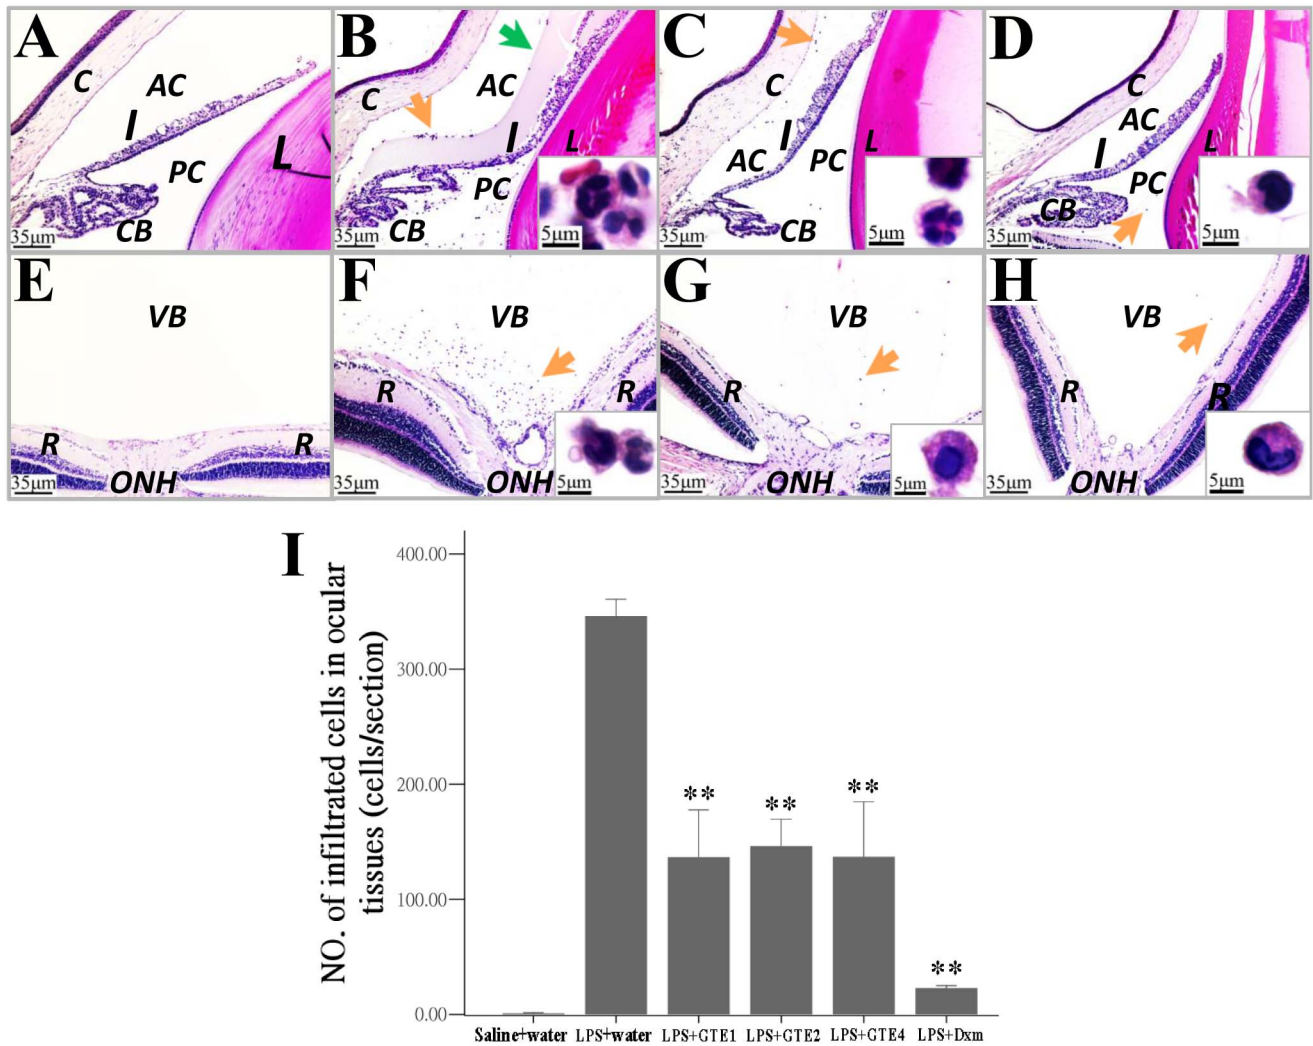 A
C
AC
I
PC
L
CB
35μm
B
C
AC
I
L
PC
CB
35μm
5μm
C
C
I
AC
PC
L
CB
35μm
5μm
D
C
AC
I
L
PC
CB
35μm
5μm
E
VB
R
R
ONH
35μm
F
VB
R
R
ONH
35μm
5μm
G
VB
R
ONH
35μm
5μm
H
VB
R
R
ONH
35μm
5μm
I
NO. of infiltrated cells in ocular
tissues (cells/section)
400.00
300.00
200.00
100.00
0.00
**
**
**
**
Saline+water LPS+water LPS+GTE1 LPS+GTE2 LPS+GTE4 LPS+Dxm